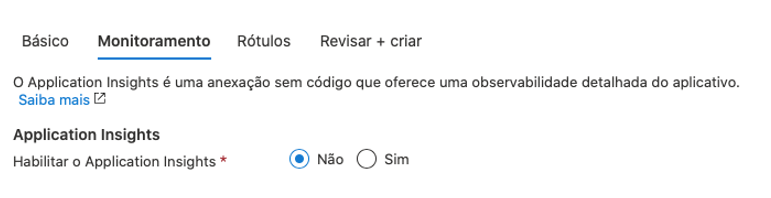 Básico Monitoramento Rótulos Revisar + criar
O Application Insights é uma anexação sem código que oferece uma observabilidade detalhada do aplicativo.
Saiba mais
Application Insights
Habilitar o Application Insights * Não Sim